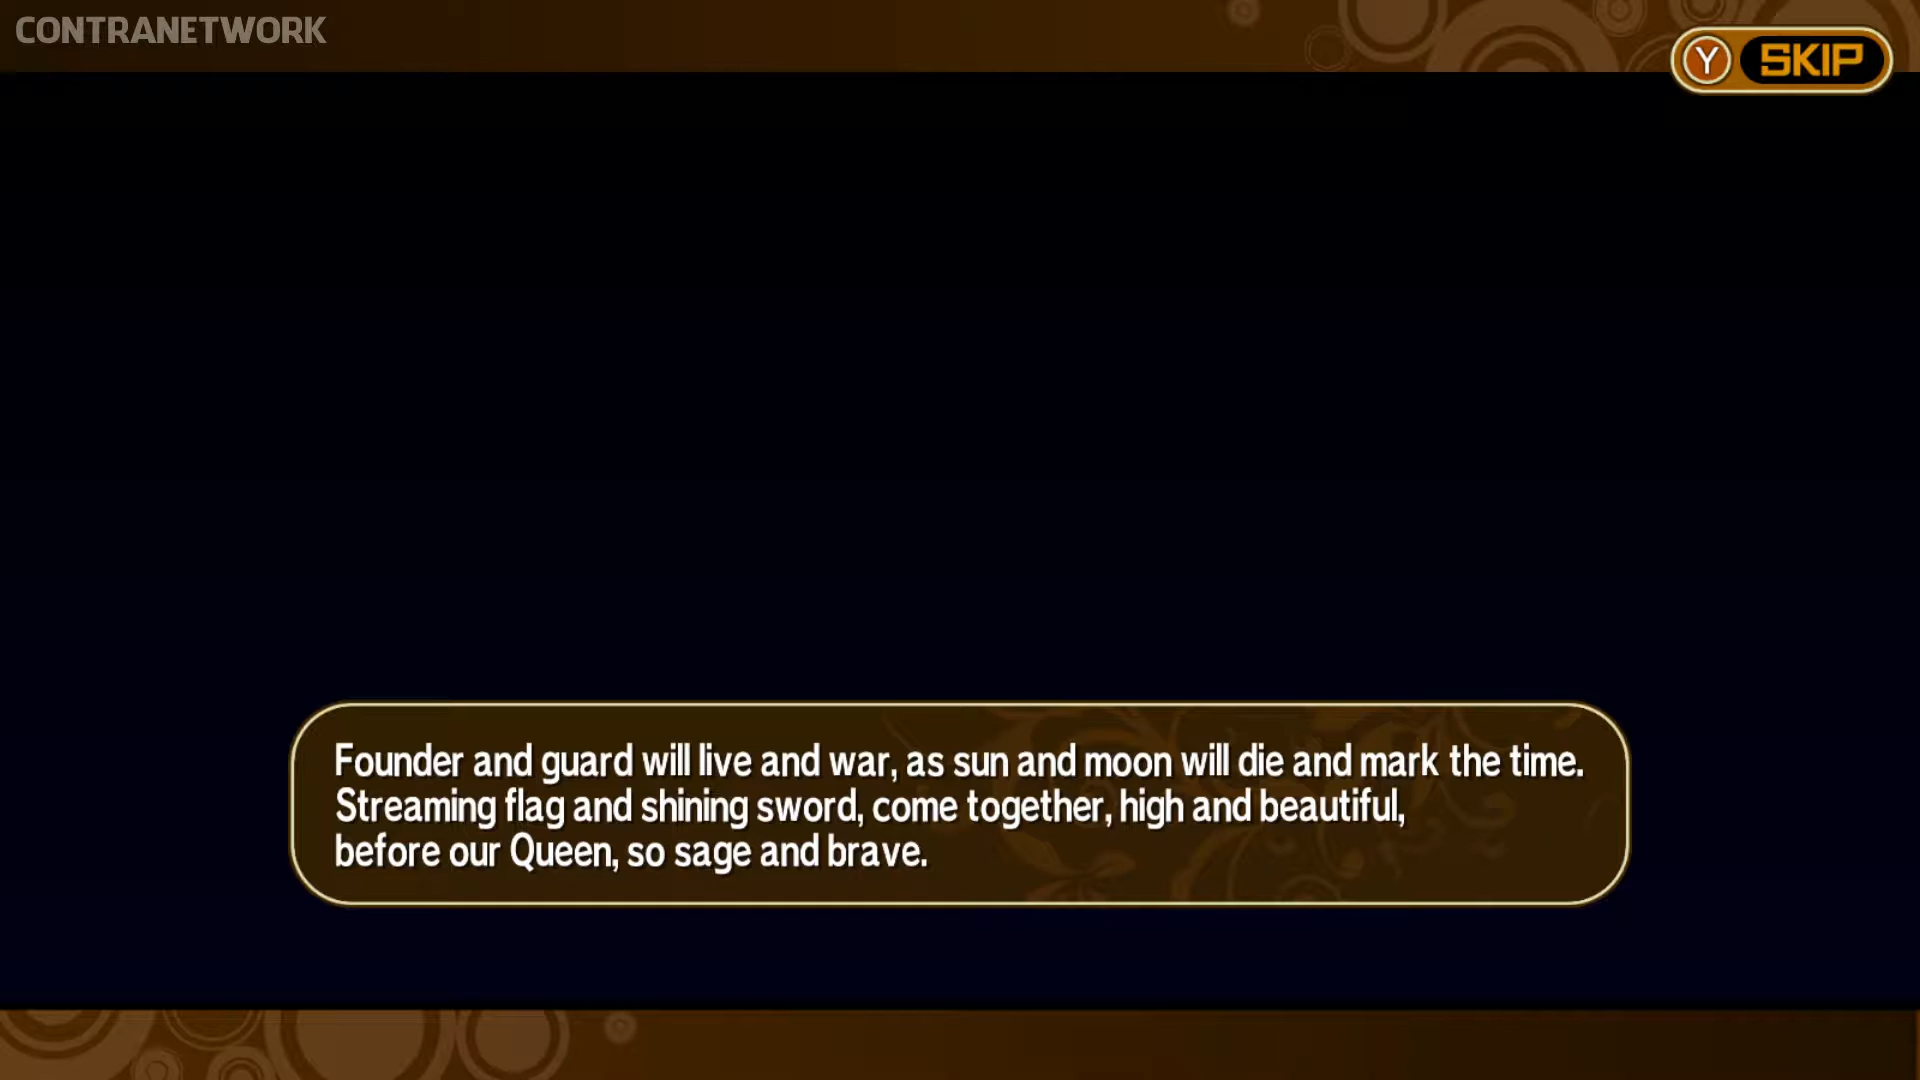 CONTRANETWORK
Y SKIP
Founder and guard will live and war, as sun and moon will die and mark the time.
Streaming flag and shining sword, come together, high and beautiful,
before our Queen, so sage and brave.